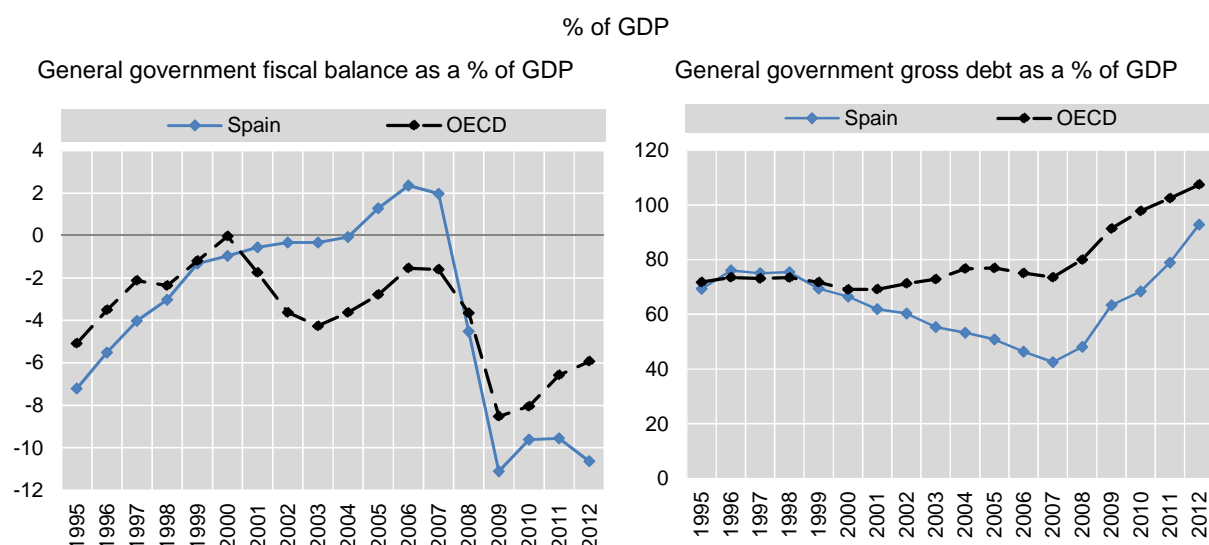 % of GDP
General government fiscal balance as a % of GDP
Spain OECD
4
2
0
-2
-4
-6
-8
-10
-12
1995 1996 1997 1998 1999 2000 2001 2002 2003 2004 2005 2006 2007 2008 2009 2010 2011 2012
General government gross debt as a % of GDP
Spain OECD
120
100
80
60
40
20
0
1995 1996 1997 1998 1999 2000 2001 2002 2003 2004 2005 2006 2007 2008 2009 2010 2011 2012